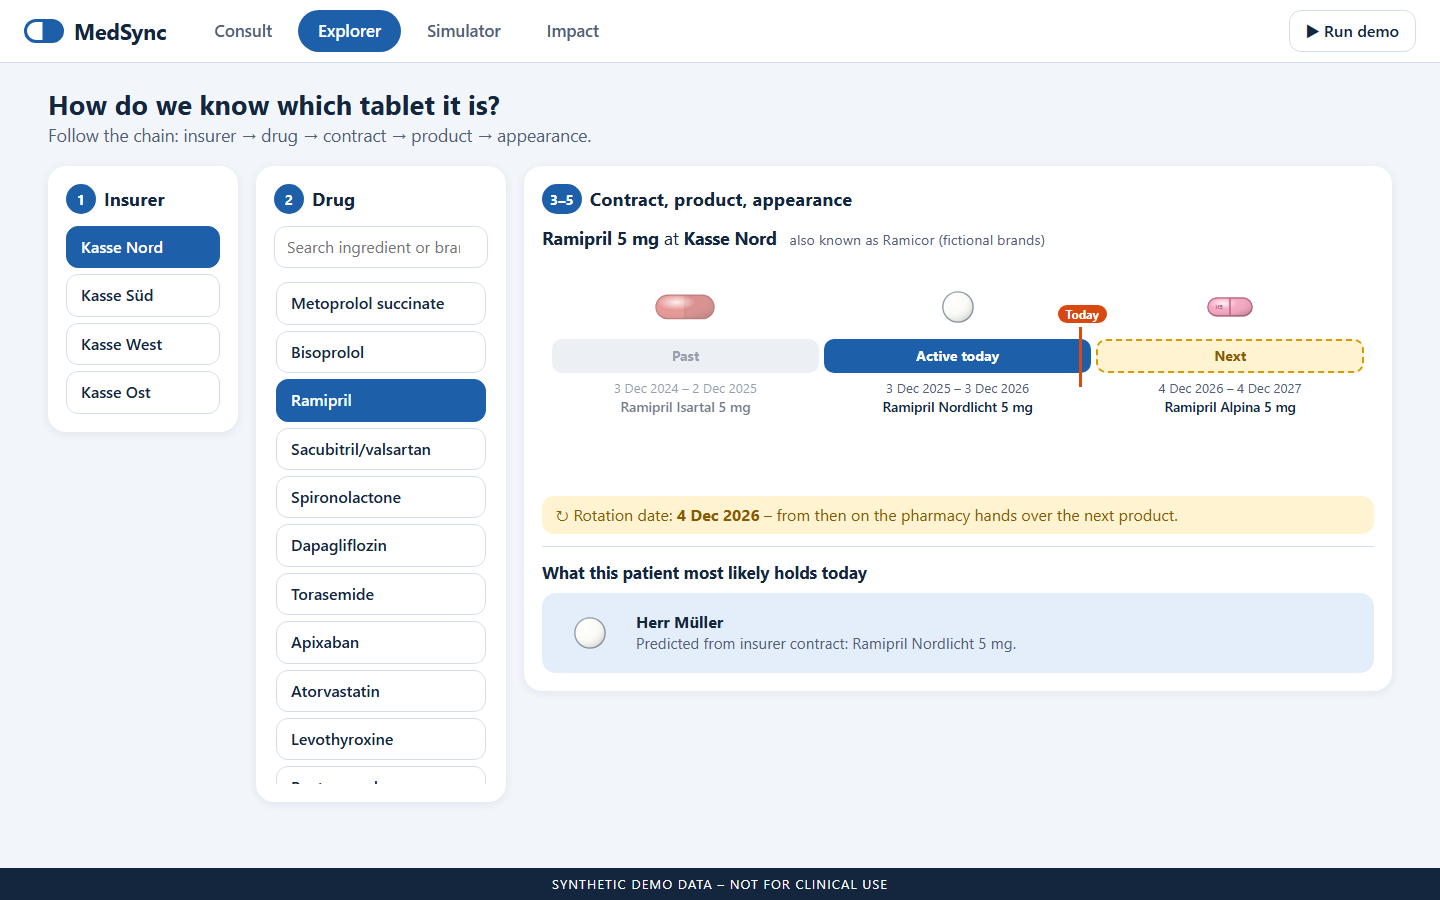 MedSync
Consult
Explorer
Simulator
Impact
▶ Run demo
How do we know which tablet it is?
Follow the chain: insurer → drug → contract → product → appearance.
1 Insurer
Kasse Nord
Kasse Süd
Kasse West
Kasse Ost
2 Drug
Search ingredient or bra
Metoprolol succinate
Bisoprolol
Ramipril
Sacubitril/valsartan
Spironolactone
Dapagliflozin
Torasemide
Apixaban
Atorvastatin
Levothyroxine
3–5 Contract, product, appearance
Ramipril 5 mg at Kasse Nord also known as Ramicor (fictional brands)
Today
Past
Active today
Next
3 Dec 2024 – 2 Dec 2025
3 Dec 2025 – 3 Dec 2026
4 Dec 2026 – 4 Dec 2027
Ramipril Isartal 5 mg
Ramipril Nordlicht 5 mg
Ramipril Alpina 5 mg
↻ Rotation date: 4 Dec 2026 – from then on the pharmacy hands over the next product.
What this patient most likely holds today
Herr Müller
Predicted from insurer contract: Ramipril Nordlicht 5 mg.
SYNTHETIC DEMO DATA – NOT FOR CLINICAL USE